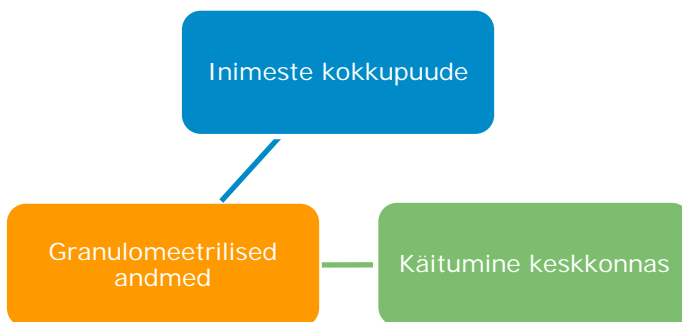 Inimeste kokkupuude
Granulomeetrilised
andmed
Käitumine keskkonnas